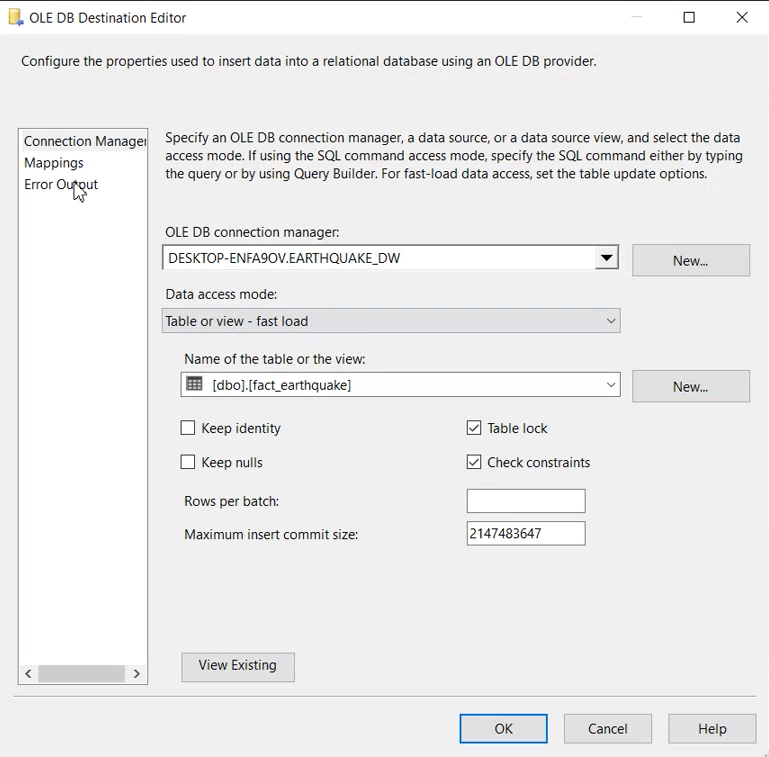 OLE DB Destination Editor
Configure the properties used to insert data into a relational database using an OLE DB provider.
Connection Manager
Mappings
Error Output
Specify an OLE DB connection manager, a data source, or a data source view, and select the data
access mode. If using the SQL command access mode, specify the SQL command either by typing
the query or by using Query Builder. For fast-load data access, set the table update options.
OLE DB connection manager:
DESKTOP-ENFA9OV.EARTHQUAKE_DW
New...
Data access mode:
Table or view - fast load
Name of the table or the view:
[dbo].[fact_earthquake]
New...
Keep identity
Table lock
Keep nulls
Check constraints
Rows per batch:
Maximum insert commit size:
2147483647
View Existing
OK
Cancel
Help